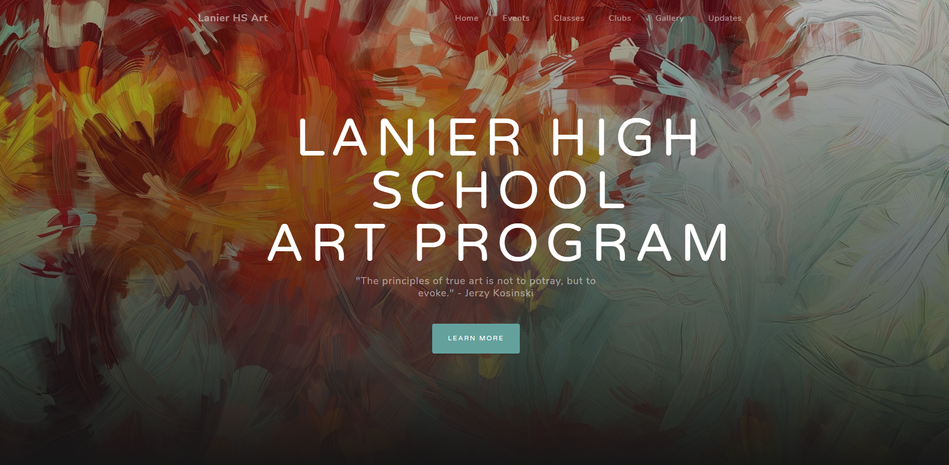 Lanier HS Art Home Events Classes Clubs Gallery Updates
LANIER HIGH
SCHOOL
ART PROGRAM
"The principles of true art is not to potray, but to
evoke." - Jerzy Kosinski
LEARN MORE